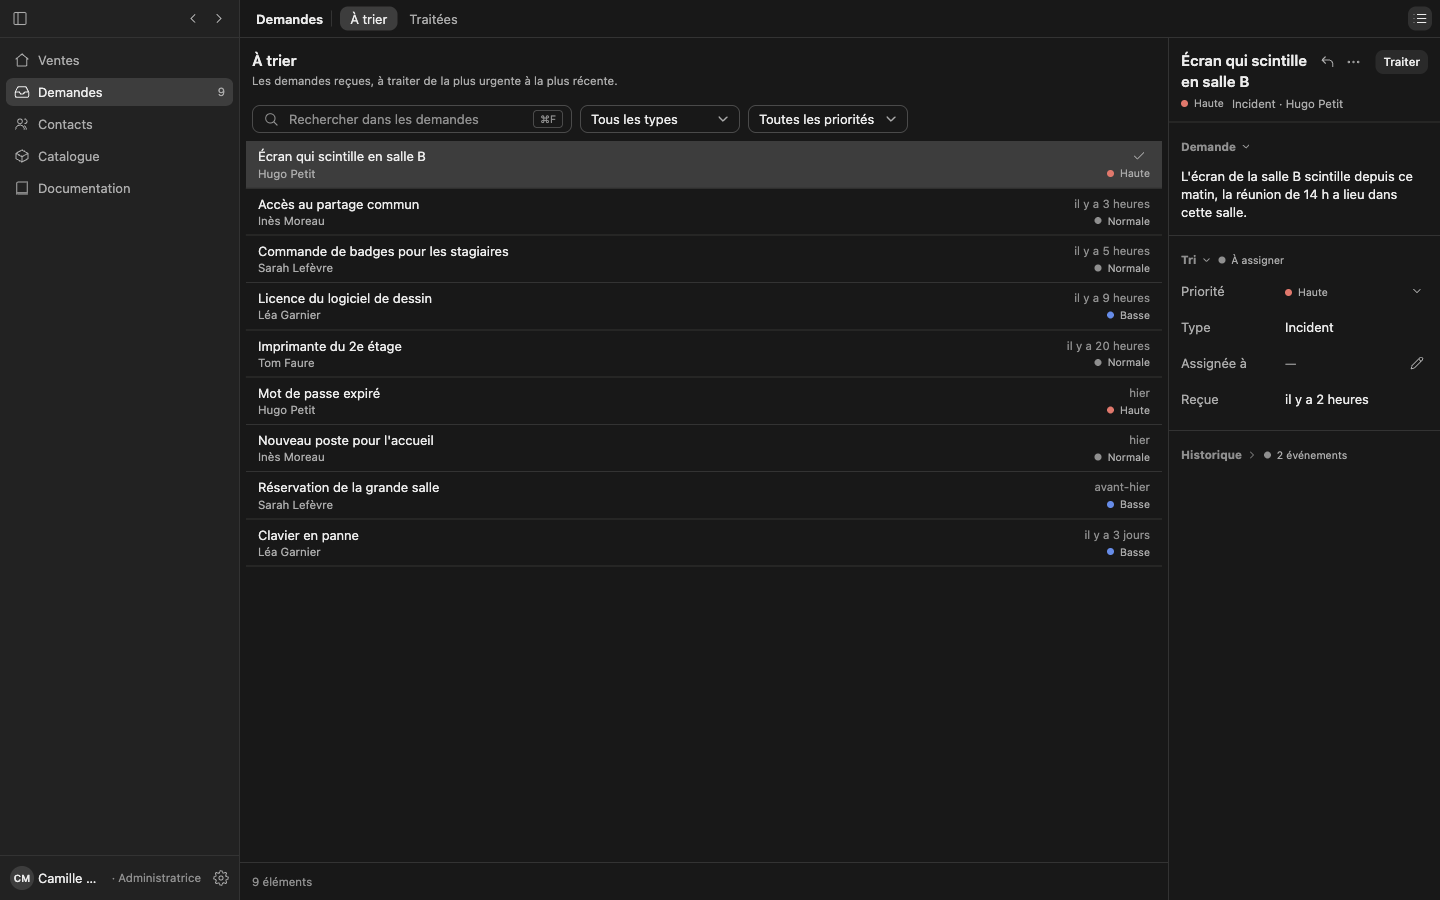 Ventes
Demandes 9
Contacts
Catalogue
Documentation
CM Camille ... · Administratrice
Demandes À trier Traitées
À trier
Les demandes reçues, à traiter de la plus urgente à la plus récente.
Rechercher dans les demandes ⌘F Tous les types Toutes les priorités
Écran qui scintille en salle B
Hugo Petit Haute
Accès au partage commun il y a 3 heures
Inès Moreau Normale
Commande de badges pour les stagiaires il y a 5 heures
Sarah Lefèvre Normale
Licence du logiciel de dessin il y a 9 heures
Léa Garnier Basse
Imprimante du 2e étage il y a 20 heures
Tom Faure Normale
Mot de passe expiré hier
Hugo Petit Haute
Nouveau poste pour l'accueil hier
Inès Moreau Normale
Réservation de la grande salle avant-hier
Sarah Lefèvre Basse
Clavier en panne il y a 3 jours
Léa Garnier Basse
9 éléments
Écran qui scintille
en salle B
Traiter
Haute Incident · Hugo Petit
Demande
L'écran de la salle B scintille depuis ce
matin, la réunion de 14 h a lieu dans
cette salle.
Tri À assigner
Priorité Haute
Type Incident
Assignée à —
Reçue il y a 2 heures
Historique 2 événements